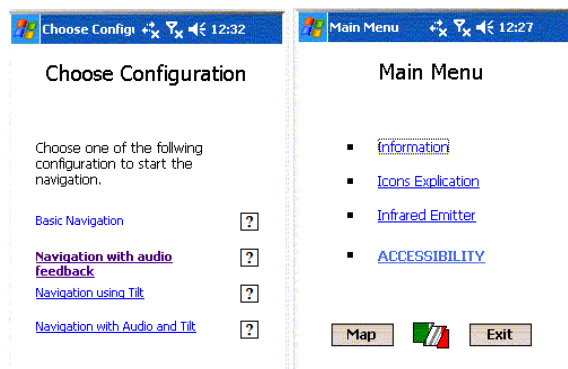 Choose Configu 12:32
Choose Configuration
Choose one of the follwing
configuration to start the
navigation.
Basic Navigation ?
Navigation with audio
feedback ?
Navigation using Tilt ?
Navigation with Audio and Tilt ?
Main Menu 12:27
Main Menu
Information
Icons Explication
Infrared Emitter
ACCESSIBILITY
Map Exit